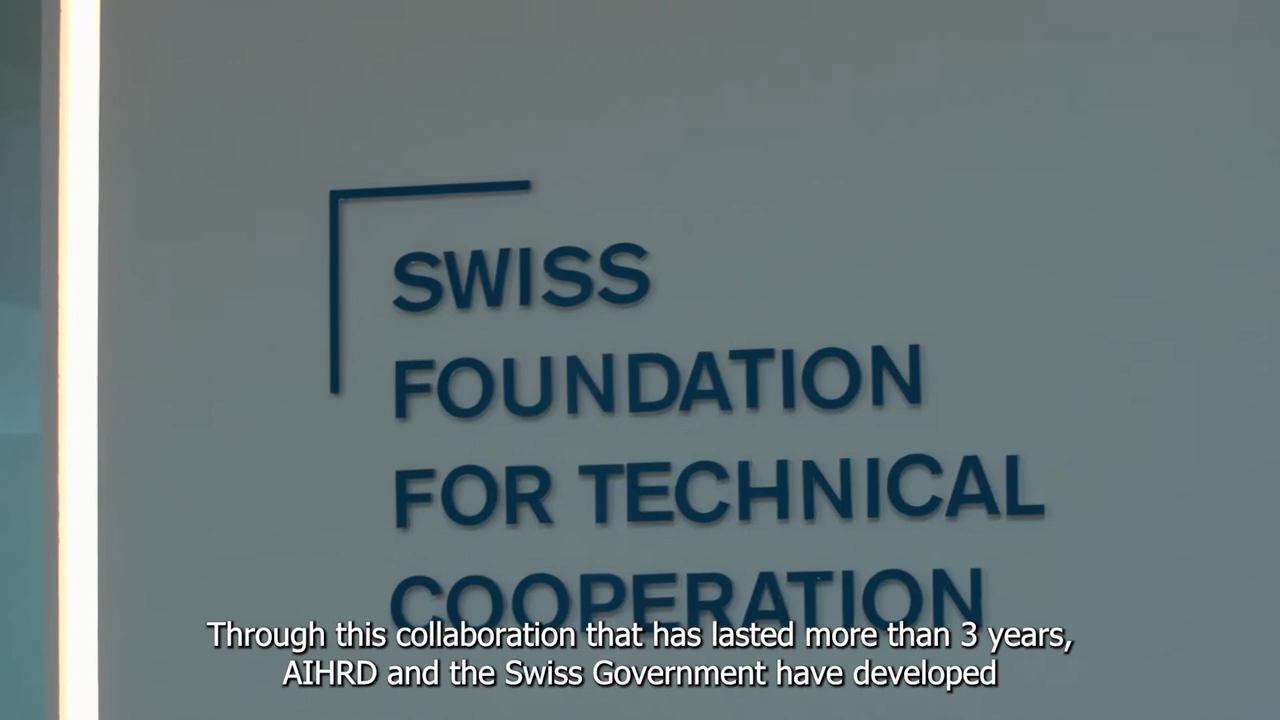 SWISS
FOUNDATION
FOR TECHNICAL
COOPERATION
Through this collaboration that has lasted more than 3 years,
AIHRD and the Swiss Government have developed